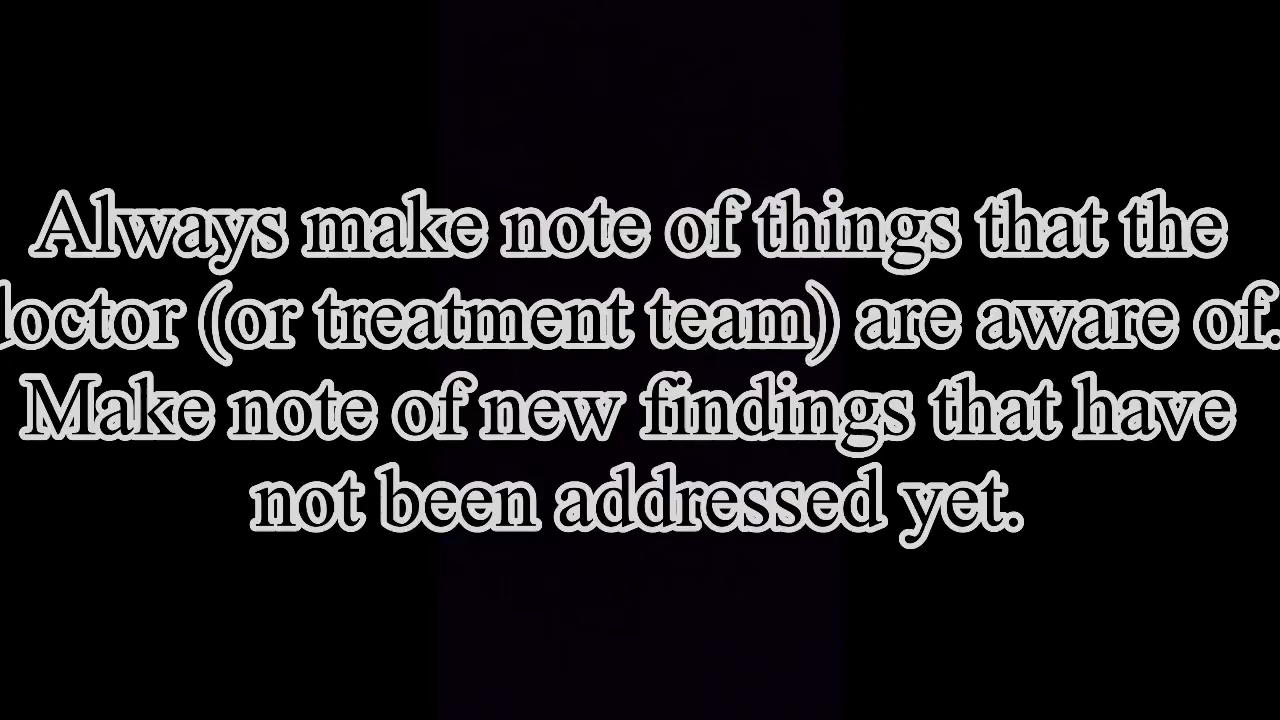 Always make note of things that the
doctor (or treatment team) are aware of.
Make note of new findings that have
not been addressed yet.